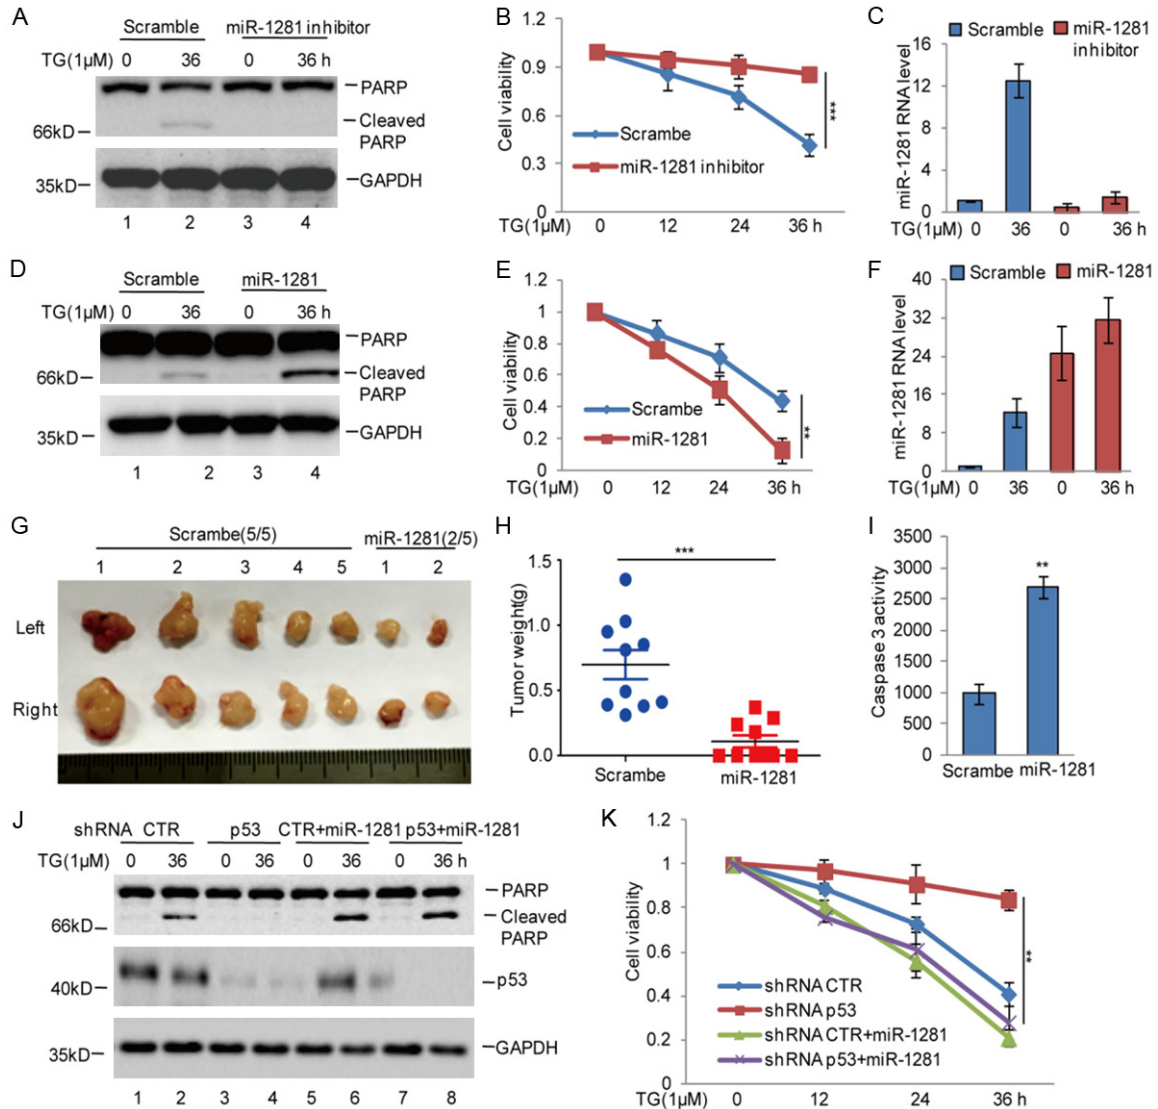 A
Scramble miR-1281 inhibitor
TG(1μM) 0 36 0 36 h
PARP
Cleaved
PARP
66kD
35kD
GAPDH
1 2 3 4
B
1.2
0.9
0.6
0.3
0
Cell viability
Scrambe
miR-1281 inhibitor
***
TG(1μM) 0 12 24 36 h
C
Scramble
miR-1281
inhibitor
16
12
8
4
0
miR-1281 RNA level
TG(1μM) 0 36 0 36 h
D
Scramble miR-1281
TG(1μM) 0 36 0 36 h
PARP
66kD
Cleaved
PARP
35kD
GAPDH
1 2 3 4
E
1.2
1
0.8
0.6
0.4
0.2
0
Cell viability
Scrambe
miR-1281
**
TG(1μM) 0 12 24 36 h
F
Scramble
miR-1281
40
32
24
16
8
0
miR-1281 RNA level
TG(1μM) 0 36 0 36 h
G
Scrambe(5/5) miR-1281(2/5)
1 2 3 4 5 1 2
Left
Right
H
***
1.5
1.0
0.5
0.0
Tumor weight(g)
Scrambe miR-1281
I
3500
3000
2500
2000
1500
1000
500
0
Caspase 3 activity
**
Scrambe miR-1281
J
shRNA CTR p53 CTR+miR-1281 p53+miR-1281
TG(1μM) 0 36 0 36 0 36 0 36 h
PARP
Cleaved
PARP
66kD
p53
40kD
GAPDH
35kD
1 2 3 4 5 6 7 8
K
1.2
1
0.8
0.6
0.4
0.2
0
Cell viability
shRNA CTR
shRNA p53
shRNA CTR+miR-1281
shRNA p53+miR-1281
**
TG(1μM) 0 12 24 36 h